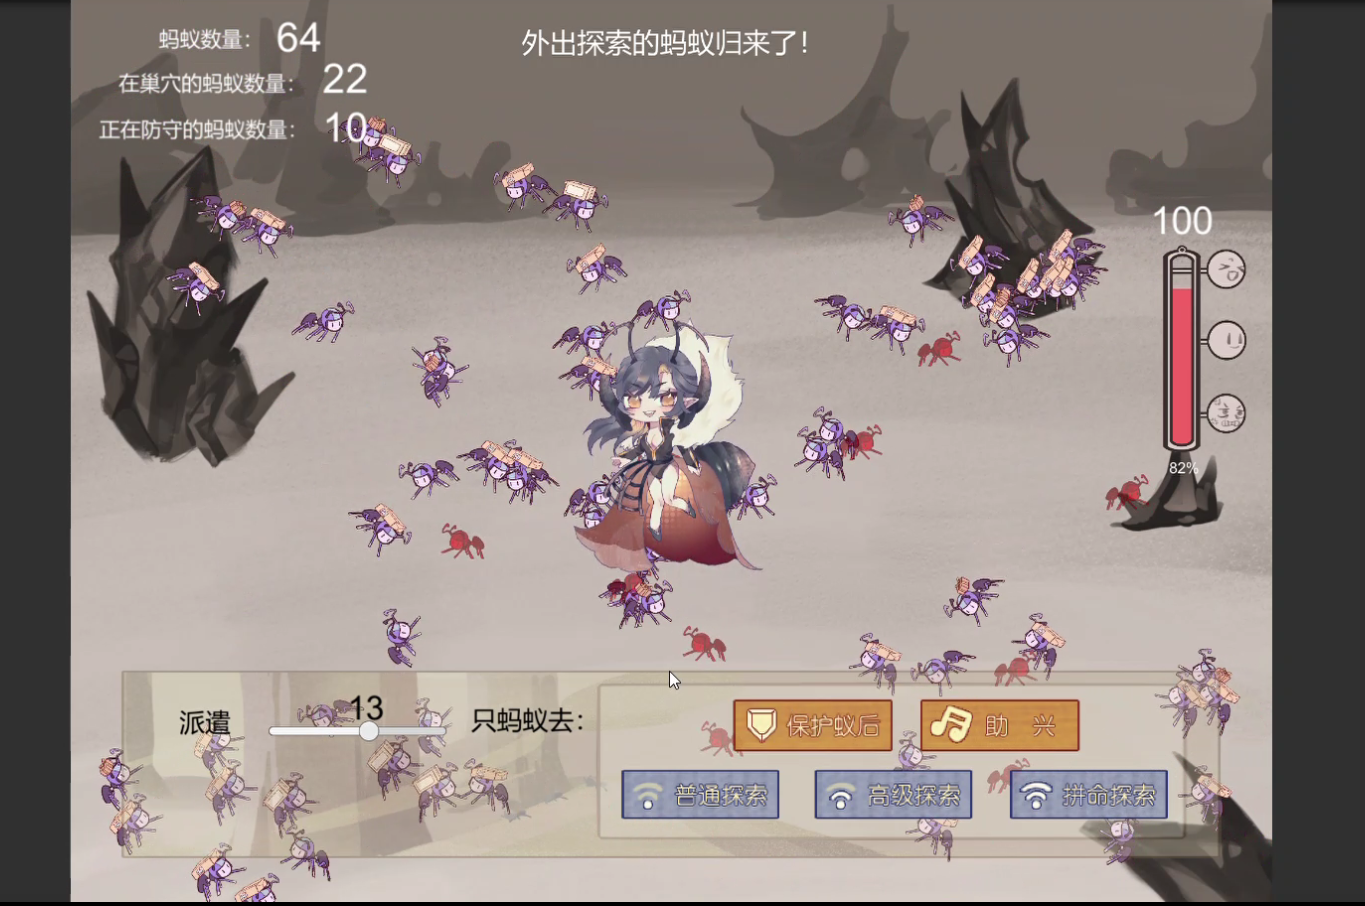 蚂蚁数量： 64
外出探索的蚂蚁归来了！
在巢穴的蚂蚁数量： 22
正在防守的蚂蚁数量： 10
100
82%
派遣 13 只蚂蚁去：
保护蚁后
助 兴
普通探索
高级探索
拼命探索